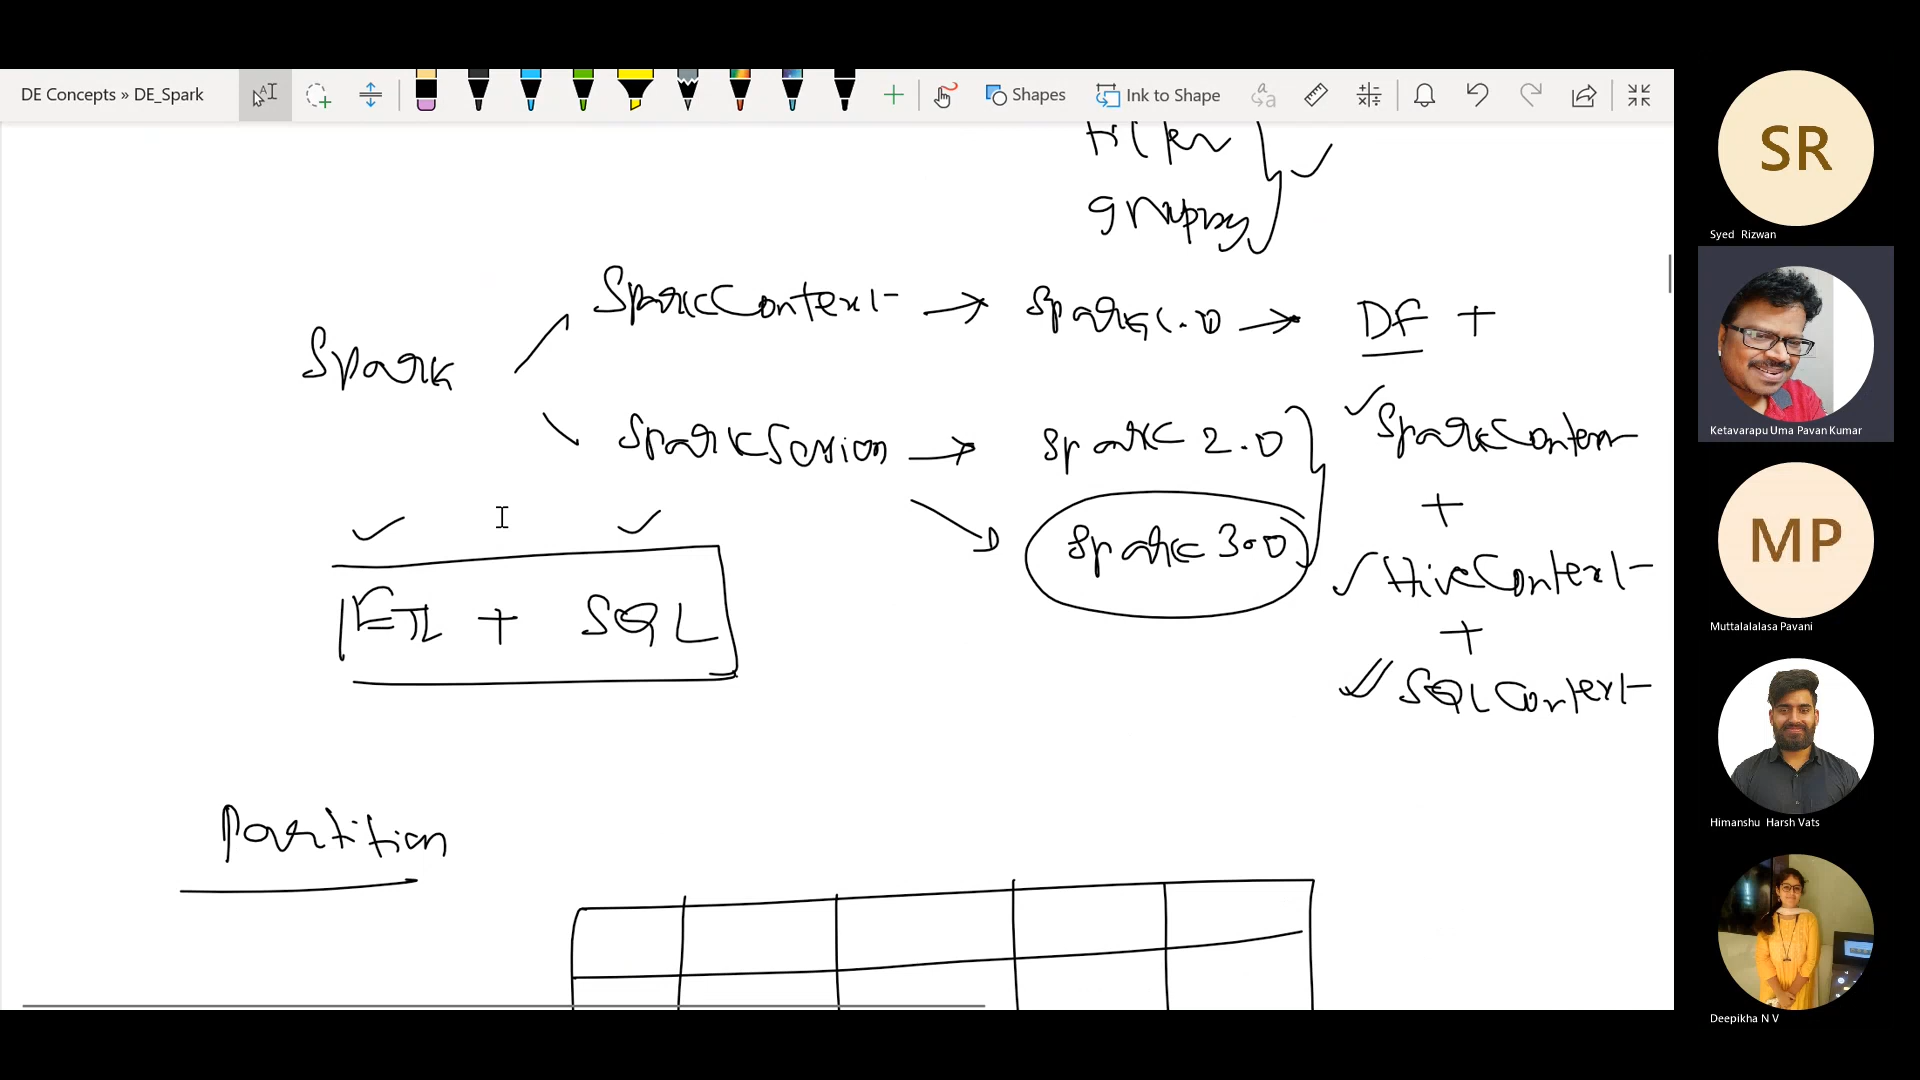 DE Concepts » DE_Spark
Shapes
Ink to Shape
filter
groupby
SparkContext → Spark 1.0 → DF +
Spark
SparkSession → Spark 2.0
SparkContext
+
Spark 3.0
HiveContext
+
SQLContext
ETL + SQL
Partition
SR
Syed Rizwan
Ketavarapu Uma Pavan Kumar
MP
Muttalalalasa Pavani
Himanshu Harsh Vats
Deepikha N V